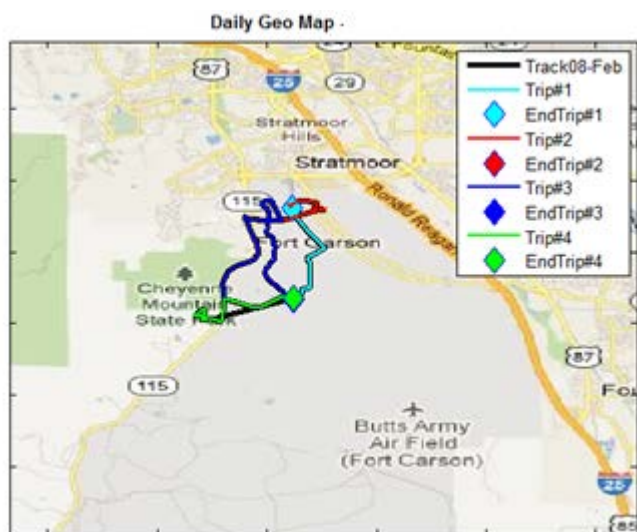 Daily Geo Map
87
25
29
24
Stratmoor
Hills
Stratmoor
115
Ronald Reagan
Fort Carson
Cheyenne
Mountain
State Park
115
87
Butts Army
Air Field
(Fort Carson)
25
85
Track08-Feb
Trip#1
EndTrip#1
Trip#2
EndTrip#2
Trip#3
EndTrip#3
Trip#4
EndTrip#4